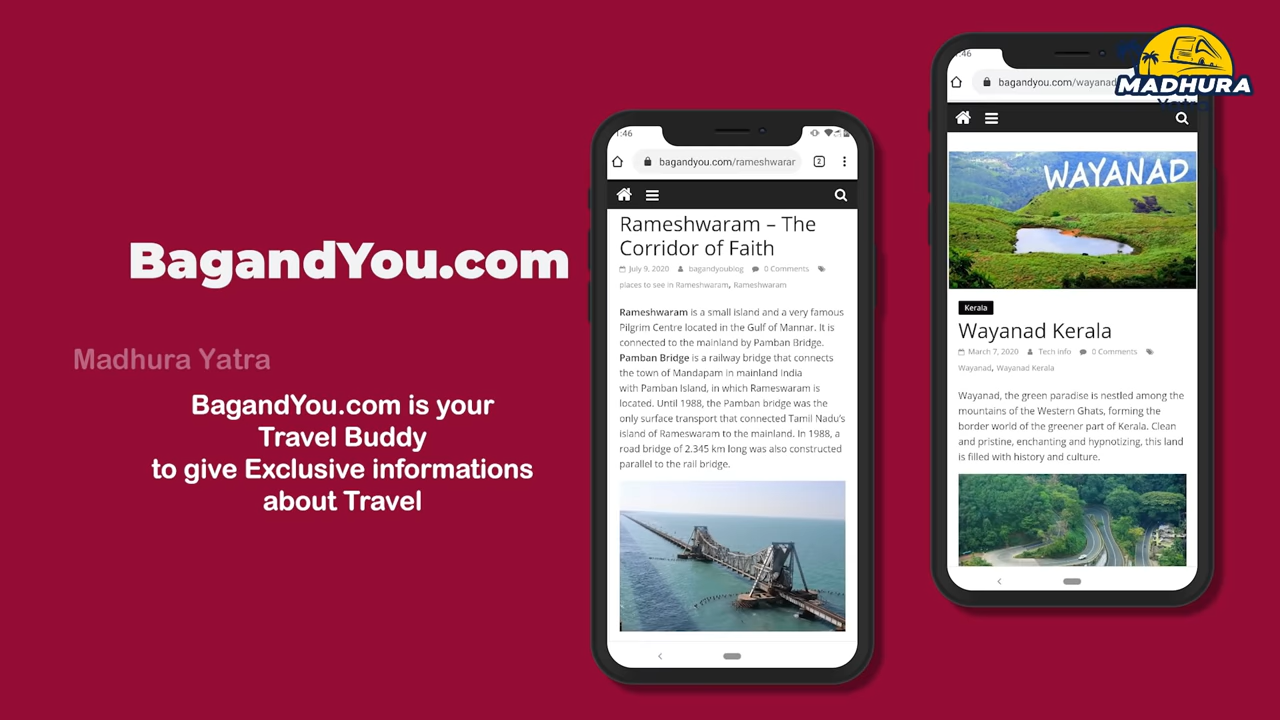 BagandYou.com
Madhura Yatra
BagandYou.com is your
Travel Buddy
to give Exclusive informations
about Travel
1:46
bagandyou.com/rameshwarar
2
Rameshwaram – The
Corridor of Faith
July 9, 2020 bagandyoublog 0 Comments
places to see in Rameshwaram, Rameshwaram
Rameshwaram is a small island and a very famous
Pilgrim Centre located in the Gulf of Mannar. It is
connected to the mainland by Pamban Bridge.
Pamban Bridge is a railway bridge that connects
the town of Mandapam in mainland India
with Pamban Island, in which Rameswaram is
located. Until 1988, the Pamban bridge was the
only surface transport that connected Tamil Nadu's
island of Rameswaram to the mainland. In 1988, a
road bridge of 2.345 km long was also constructed
parallel to the rail bridge.
:46
bagandyou.com/wayanad
MADHURA
Yatra
WAYANAD
Kerala
Wayanad Kerala
March 7, 2020 Tech info 0 Comments
Wayanad, Wayanad Kerala
Wayanad, the green paradise is nestled among the
mountains of the Western Ghats, forming the
border world of the greener part of Kerala. Clean
and pristine, enchanting and hypnotizing, this land
is filled with history and culture.